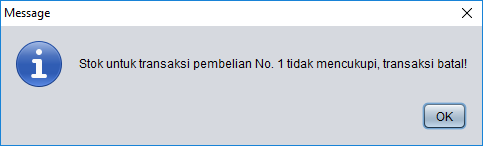 Message
Stok untuk transaksi pembelian No. 1 tidak mencukupi, transaksi batal!
OK